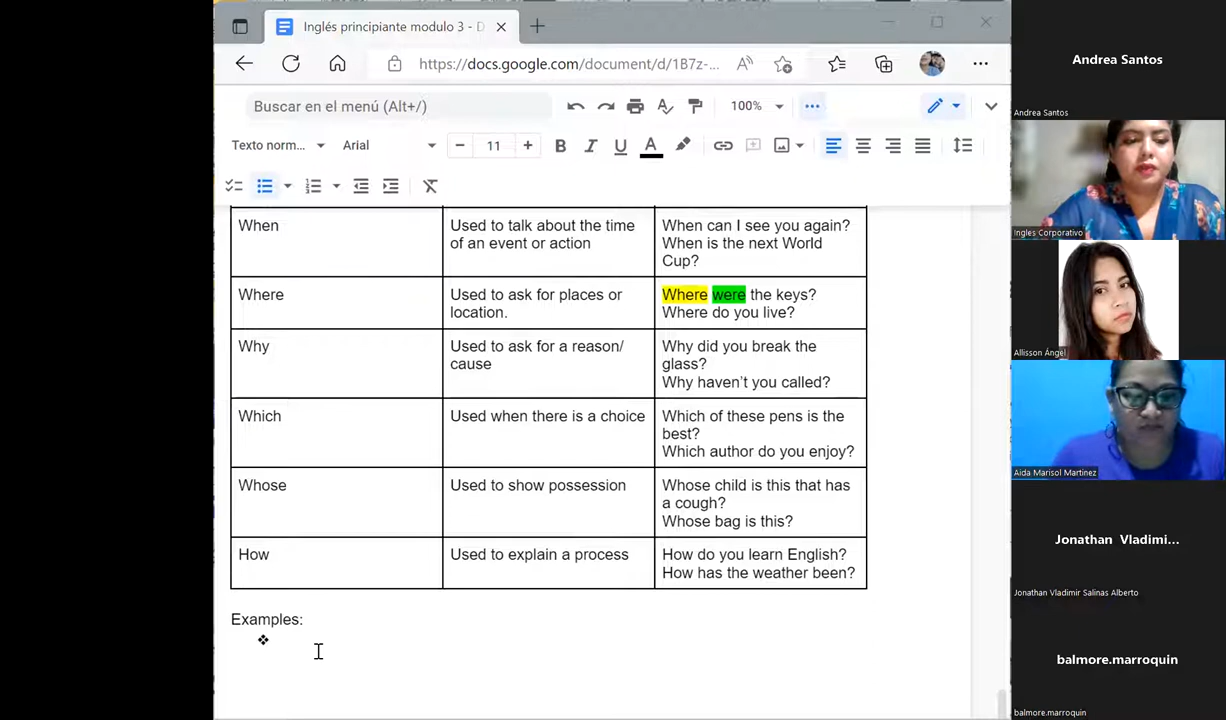 Inglés principiante modulo 3 - D
https://docs.google.com/document/d/1B7z-...
Buscar en el menú (Alt+/)
100%
Texto norm...
Arial
11
When
Used to talk about the time
of an event or action
When can I see you again?
When is the next World
Cup?
Where
Used to ask for places or
location.
Where were the keys?
Where do you live?
Why
Used to ask for a reason/
cause
Why did you break the
glass?
Why haven't you called?
Which
Used when there is a choice
Which of these pens is the
best?
Which author do you enjoy?
Whose
Used to show possession
Whose child is this that has
a cough?
Whose bag is this?
How
Used to explain a process
How do you learn English?
How has the weather been?
Examples:
Andrea Santos
Andrea Santos
Ingles Corporativo
Allisson Ángel
Aida Marisol Martínez
Jonathan Vladimi...
Jonathan Vladimir Salinas Alberto
balmore.marroquin
balmore.marroquin